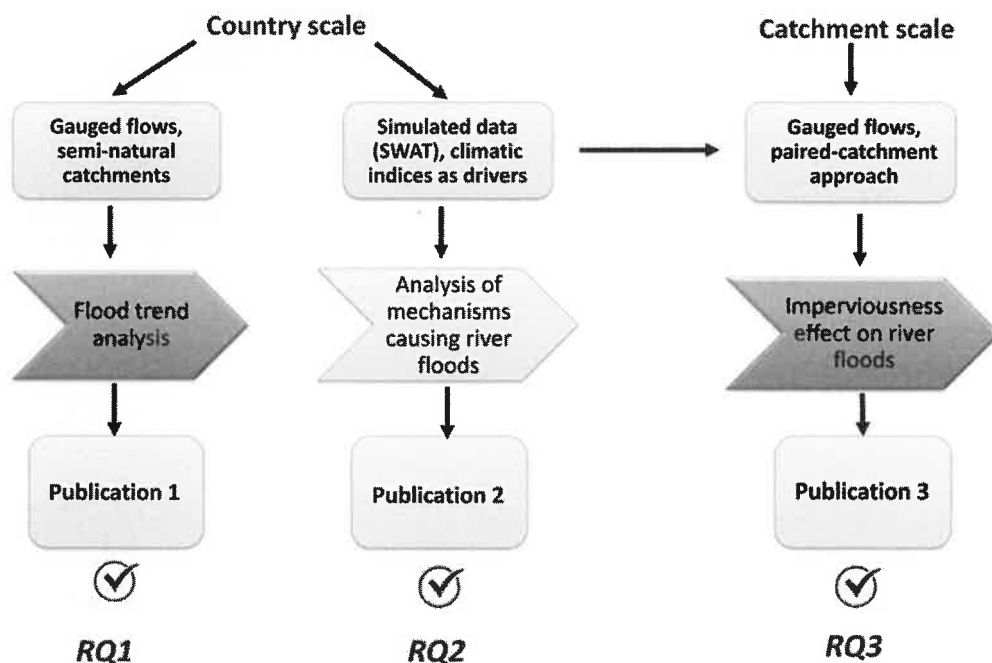 Country scale
Catchment scale
Gauged flows,
semi-natural
catchments
Simulated data
(SWAT), climatic
indices as drivers
Gauged flows,
paired-catchment
approach
Flood trend
analysis
Analysis of
mechanisms
causing river
floods
Imperviousness
effect on river
floods
Publication 1
Publication 2
Publication 3
RQ1
RQ2
RQ3